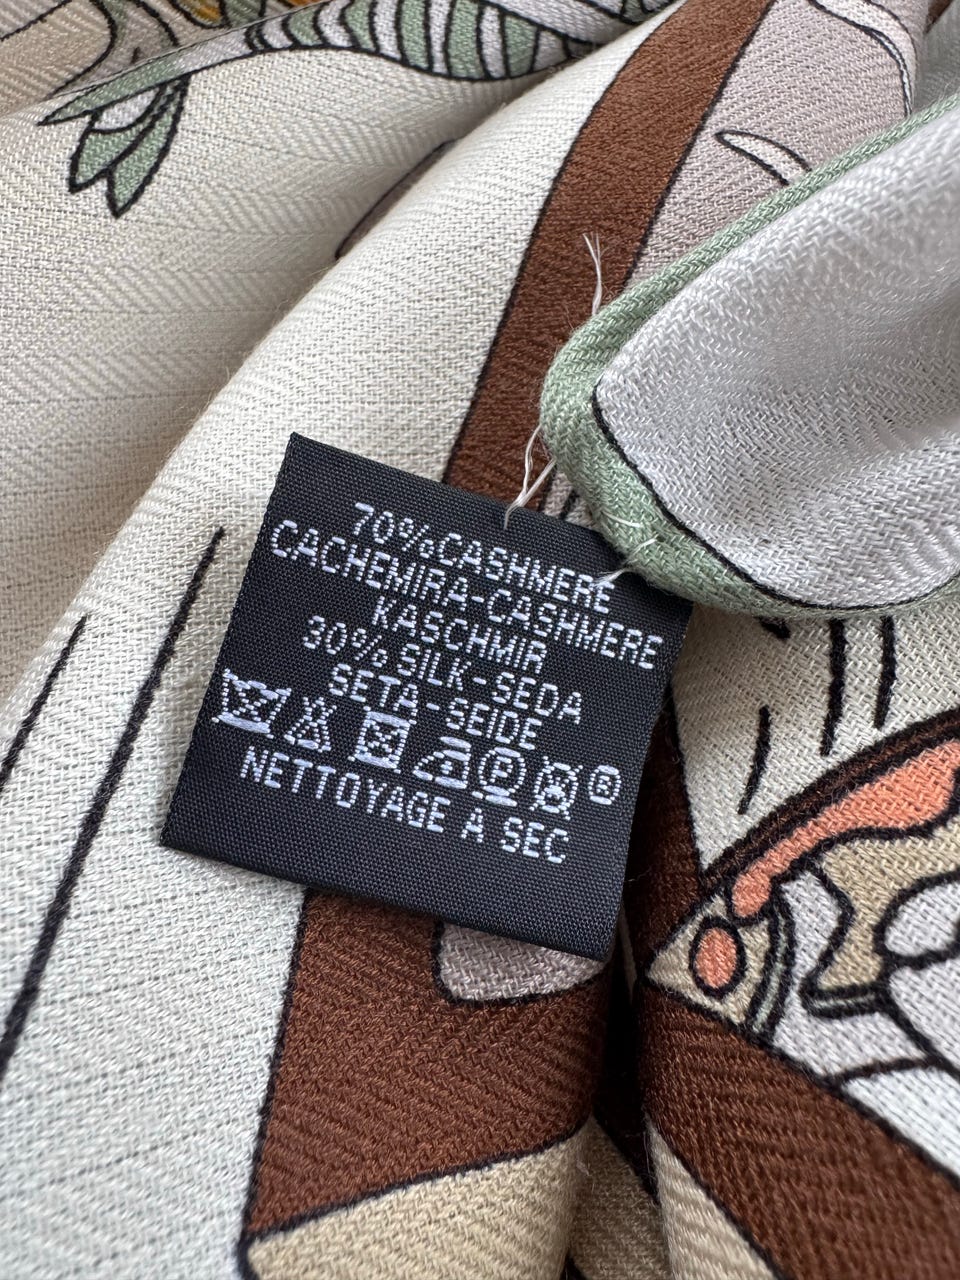 70%CASHMERE
CACHEMIRA-CASHMERE
KASCHMIR
30%SILK-SEDA
SETA-SEIDE
P ®
NETTOYAGE A SEC